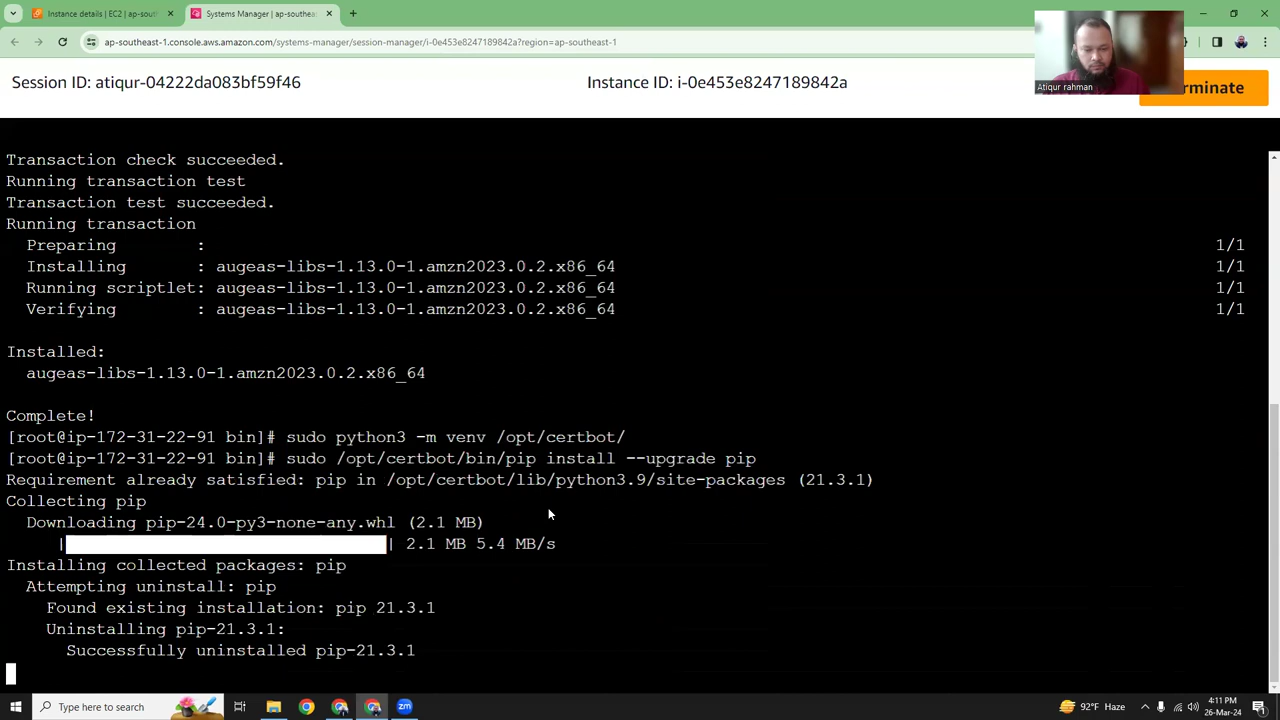 Instance details | EC2 | ap-sout
Systems Manager | ap-southeast
ap-southeast-1.console.aws.amazon.com/systems-manager/session-manager/i-0e453e8247189842a?region=ap-southeast-1
Session ID: atiqur-04222da083bf59f46
Instance ID: i-0e453e8247189842a
rminate
Atiqur rahman
Transaction check succeeded.
Running transaction test
Transaction test succeeded.
Running transaction
Preparing : 1/1
Installing : augeas-libs-1.13.0-1.amzn2023.0.2.x86_64 1/1
Running scriptlet: augeas-libs-1.13.0-1.amzn2023.0.2.x86_64 1/1
Verifying : augeas-libs-1.13.0-1.amzn2023.0.2.x86_64 1/1
Installed:
augeas-libs-1.13.0-1.amzn2023.0.2.x86_64
Complete!
[root@ip-172-31-22-91 bin]# sudo python3 -m venv /opt/certbot/
[root@ip-172-31-22-91 bin]# sudo /opt/certbot/bin/pip install --upgrade pip
Requirement already satisfied: pip in /opt/certbot/lib/python3.9/site-packages (21.3.1)
Collecting pip
Downloading pip-24.0-py3-none-any.whl (2.1 MB)
| | 2.1 MB 5.4 MB/s
Installing collected packages: pip
Attempting uninstall: pip
Found existing installation: pip 21.3.1
Uninstalling pip-21.3.1:
Successfully uninstalled pip-21.3.1
Type here to search
zm
92°F Haze
4:11 PM
26-Mar-24
1